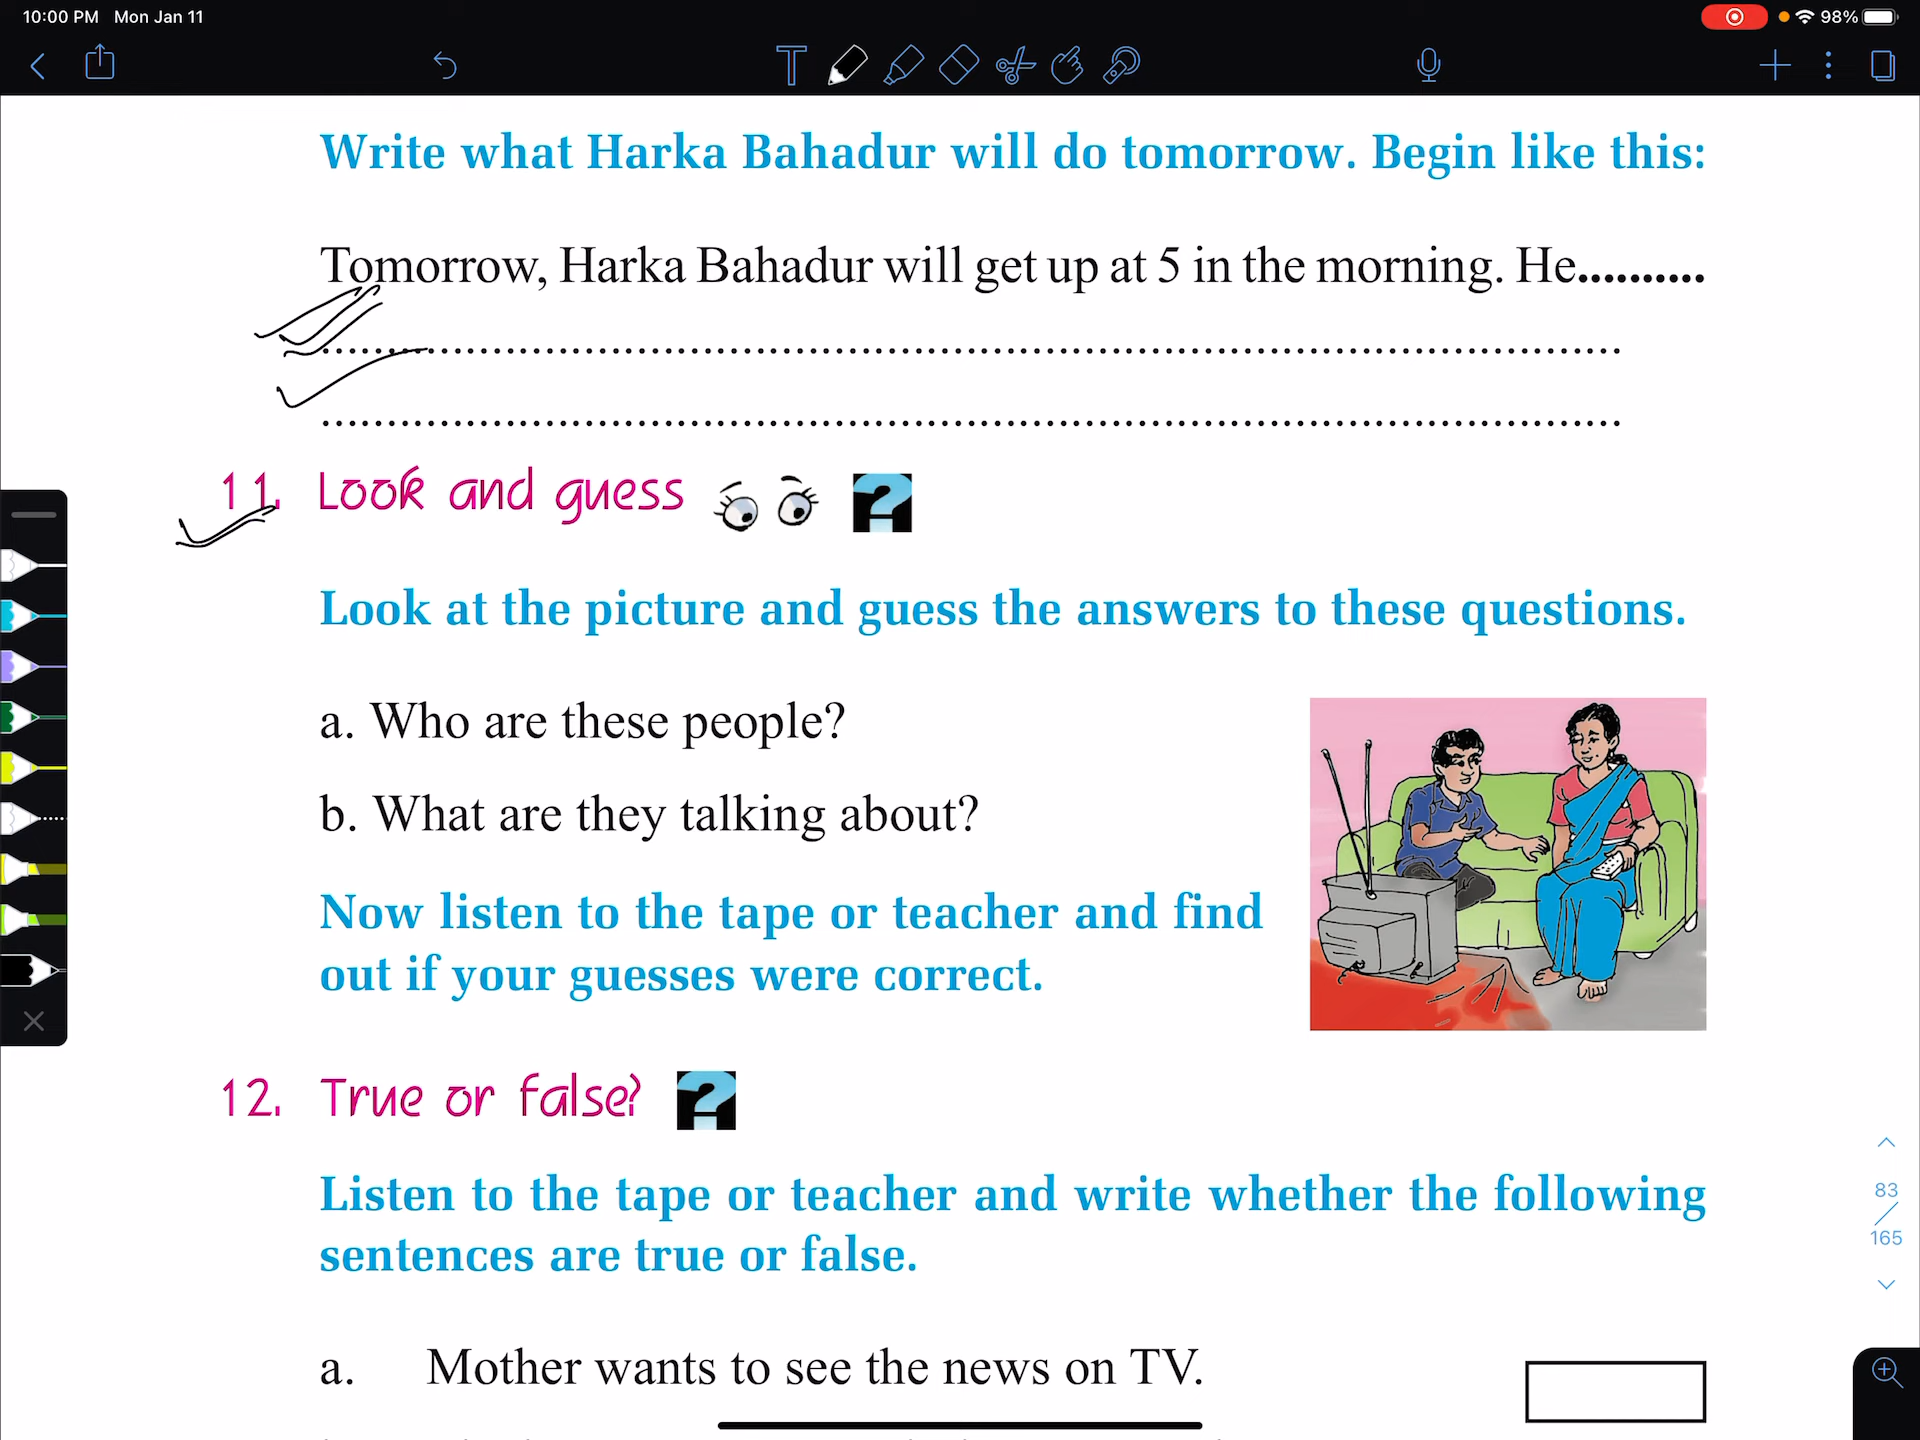 10:00 PM Mon Jan 11
98%
Write what Harka Bahadur will do tomorrow. Begin like this:
Tomorrow, Harka Bahadur will get up at 5 in the morning. He..........
11. Look and guess
Look at the picture and guess the answers to these questions.
a. Who are these people?
b. What are they talking about?
Now listen to the tape or teacher and find
out if your guesses were correct.
12. True or false?
Listen to the tape or teacher and write whether the following
sentences are true or false.
a. Mother wants to see the news on TV.
83
/
165